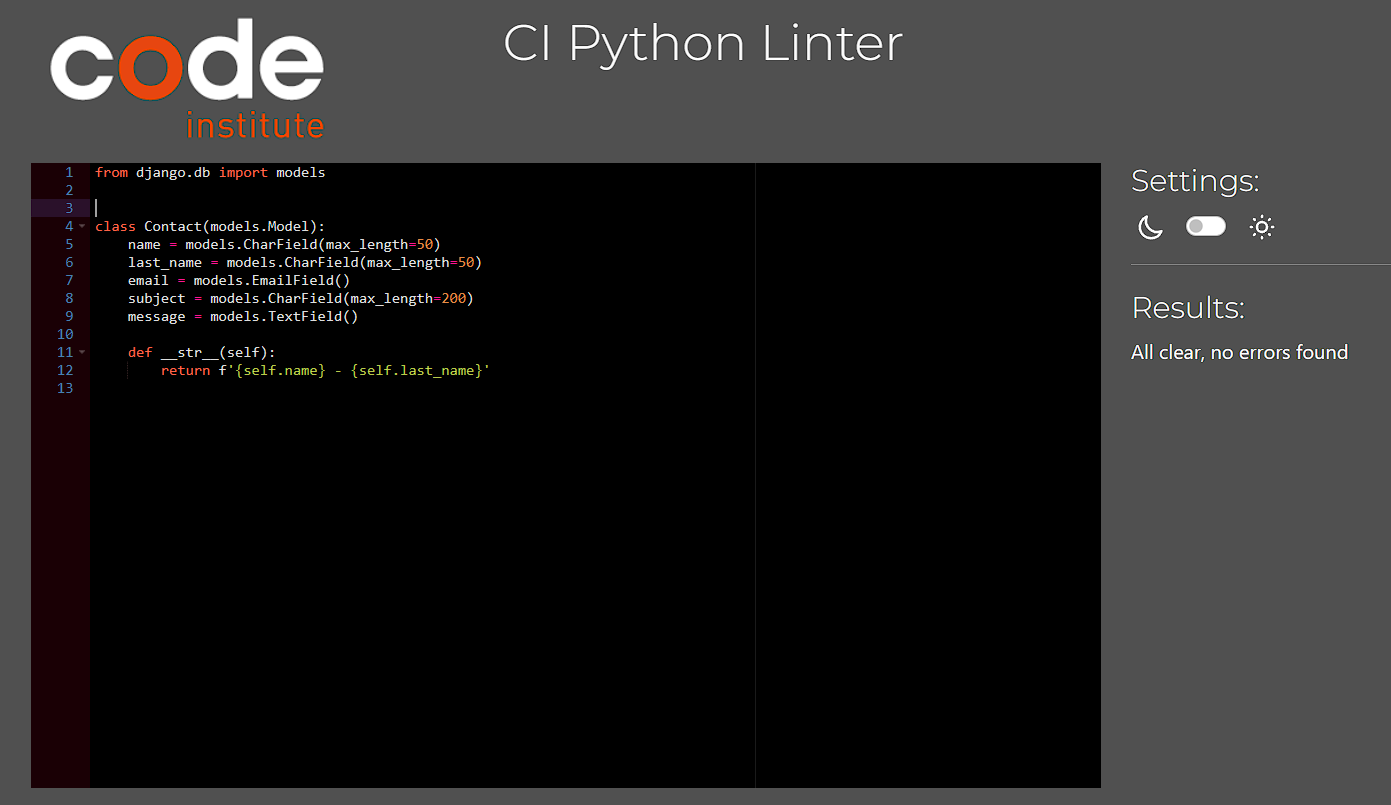 code
institute
CI Python Linter
1 from django.db import models
2
3
4 class Contact(models.Model):
5     name = models.CharField(max_length=50)
6     last_name = models.CharField(max_length=50)
7     email = models.EmailField()
8     subject = models.CharField(max_length=200)
9     message = models.TextField()
10
11     def __str__(self):
12         return f'{self.name} - {self.last_name}'
13
Settings:
Results:
All clear, no errors found